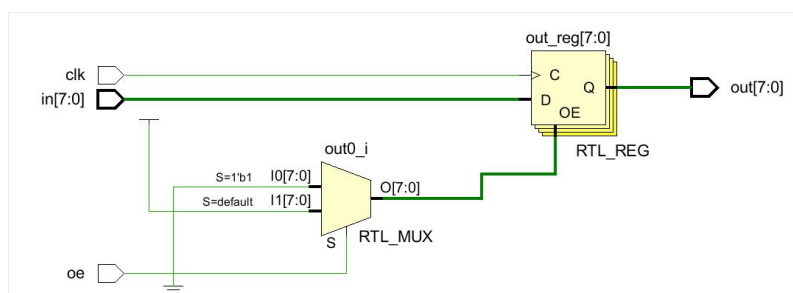 out_reg[7:0]
clk
C
in[7:0]
D
Q
out[7:0]
OE
RTL_REG
out0_i
S=1'b1
I0[7:0]
O[7:0]
S=default
I1[7:0]
S
RTL_MUX
oe